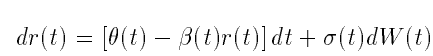 dr(t) = [θ(t) − β(t)r(t)] dt + σ(t)dW(t)